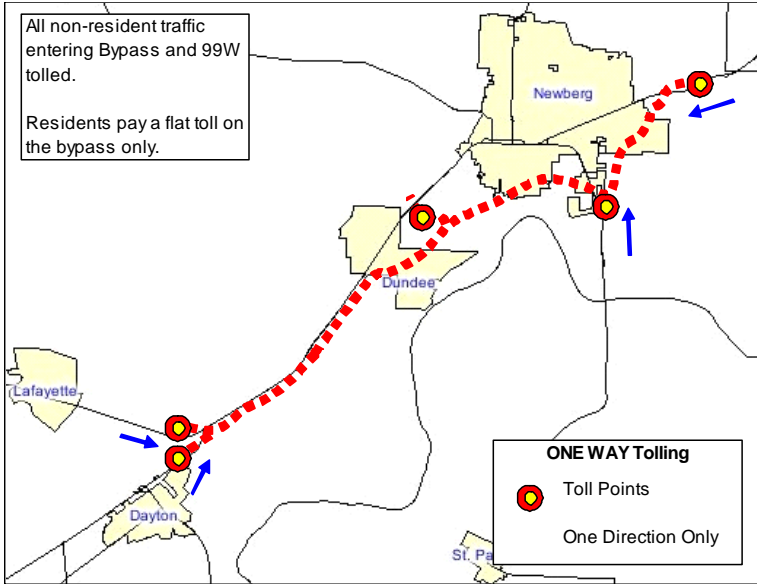 All non-resident traffic
entering Bypass and 99W
tolled.
Residents pay a flat toll on
the bypass only.
Newberg
Dundee
Lafayette
Dayton
St. Pa
ONE WAY Tolling
Toll Points
One Direction Only